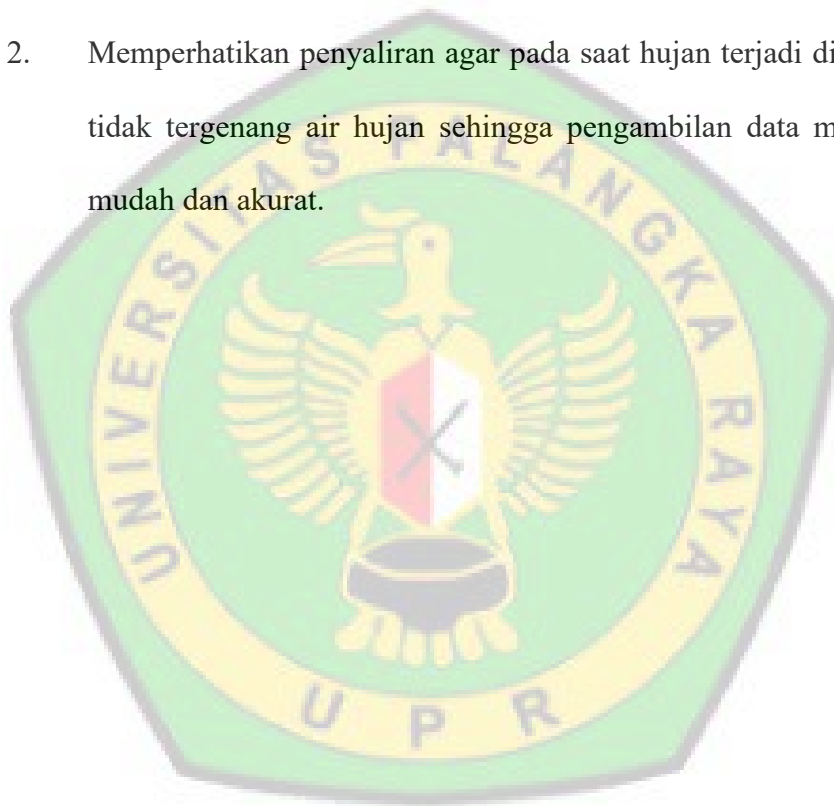 2. Memperhatikan penyaliran agar pada saat hujan terjadi di
tidak tergenang air hujan sehingga pengambilan data m
mudah dan akurat.
UNIVERSITAS PALANGKA RAYA
UPR